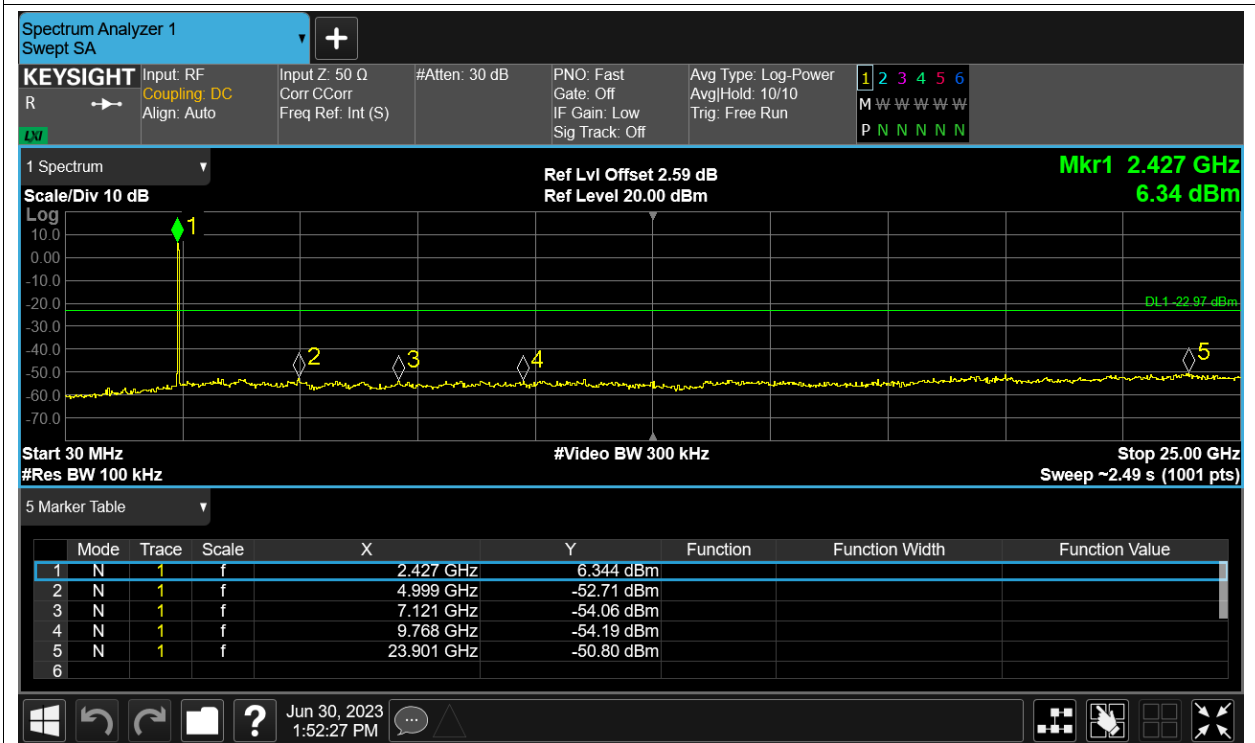 Spectrum Analyzer 1
Swept SA
KEYSIGHT
R
LXI
Input: RF
Coupling: DC
Align: Auto
Input Z: 50 Ω
Corr CCorr
Freq Ref: Int (S)
#Atten: 30 dB
PNO: Fast
Gate: Off
IF Gain: Low
Sig Track: Off
Avg Type: Log-Power
Avg|Hold: 10/10
Trig: Free Run
1 2 3 4 5 6
M W W W W W
P N N N N N
1 Spectrum
Scale/Div 10 dB
Ref Lvl Offset 2.59 dB
Ref Level 20.00 dBm
Mkr1 2.427 GHz
6.34 dBm
Log
10.0
0.00
-10.0
-20.0
-30.0
-40.0
-50.0
-60.0
-70.0
1
2
3
4
5
DL1 -22.97 dBm
Start 30 MHz
#Res BW 100 kHz
#Video BW 300 kHz
Stop 25.00 GHz
Sweep ~2.49 s (1001 pts)
5 Marker Table
Mode Trace Scale X Y Function Function Width Function Value
1 N 1 f 2.427 GHz 6.344 dBm
2 N 1 f 4.999 GHz -52.71 dBm
3 N 1 f 7.121 GHz -54.06 dBm
4 N 1 f 9.768 GHz -54.19 dBm
5 N 1 f 23.901 GHz -50.80 dBm
6
?
Jun 30, 2023
1:52:27 PM